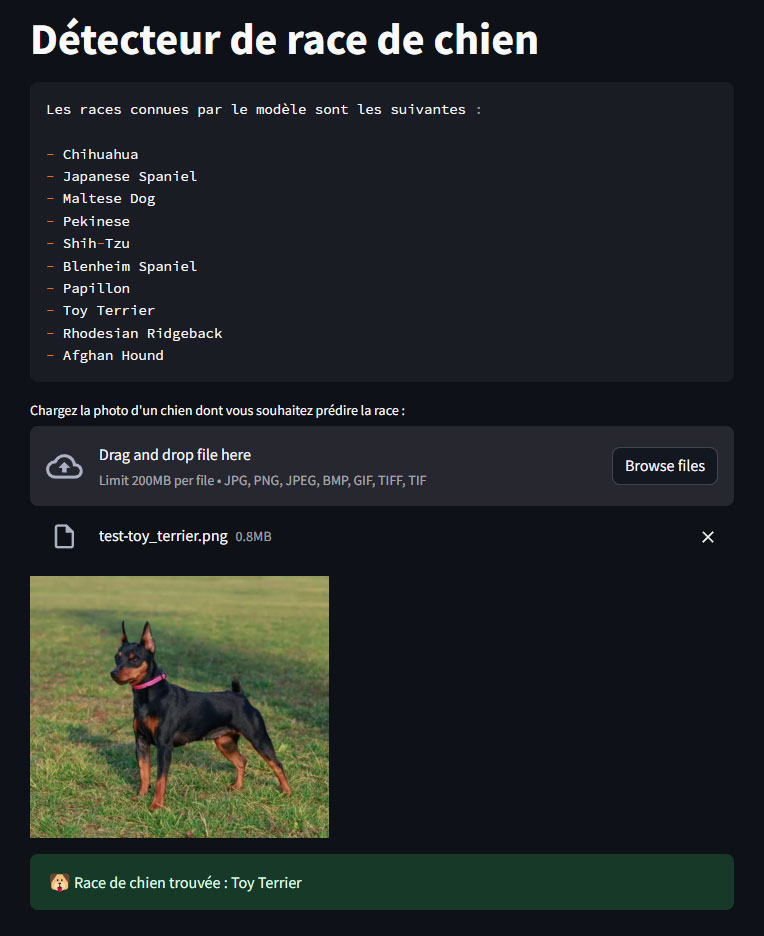 Détecteur de race de chien
Les races connues par le modèle sont les suivantes :
- Chihuahua
- Japanese Spaniel
- Maltese Dog
- Pekinese
- Shih-Tzu
- Blenheim Spaniel
- Papillon
- Toy Terrier
- Rhodesian Ridgeback
- Afghan Hound
Chargez la photo d'un chien dont vous souhaitez prédire la race :
Drag and drop file here
Limit 200MB per file • JPG, PNG, JPEG, BMP, GIF, TIFF, TIF
Browse files
test-toy_terrier.png 0.8MB
🐶 Race de chien trouvée : Toy Terrier